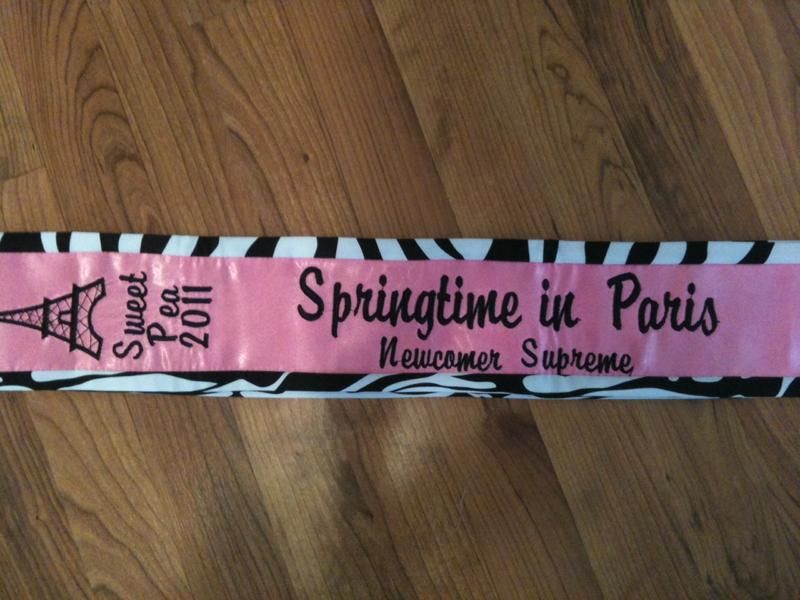 Sweet
Pea
2011
Springtime in Paris
Newcomer Supreme